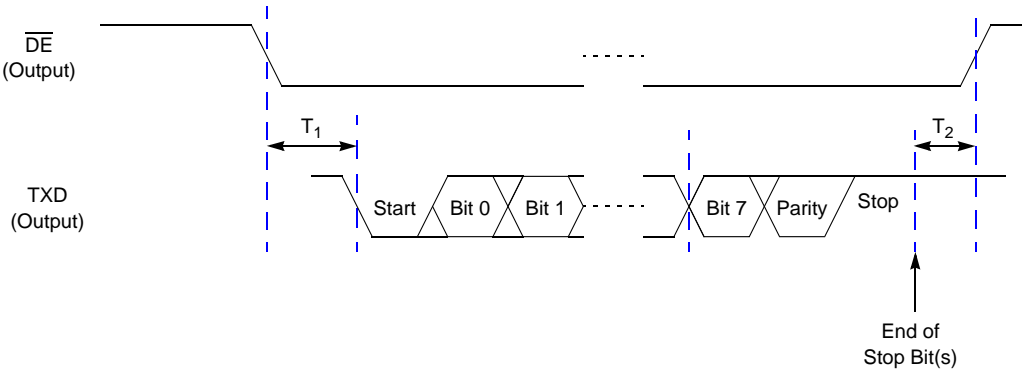 DE
(Output)
T1
T2
TXD
(Output)
Start
Bit 0
Bit 1
Bit 7
Parity
Stop
End of
Stop Bit(s)